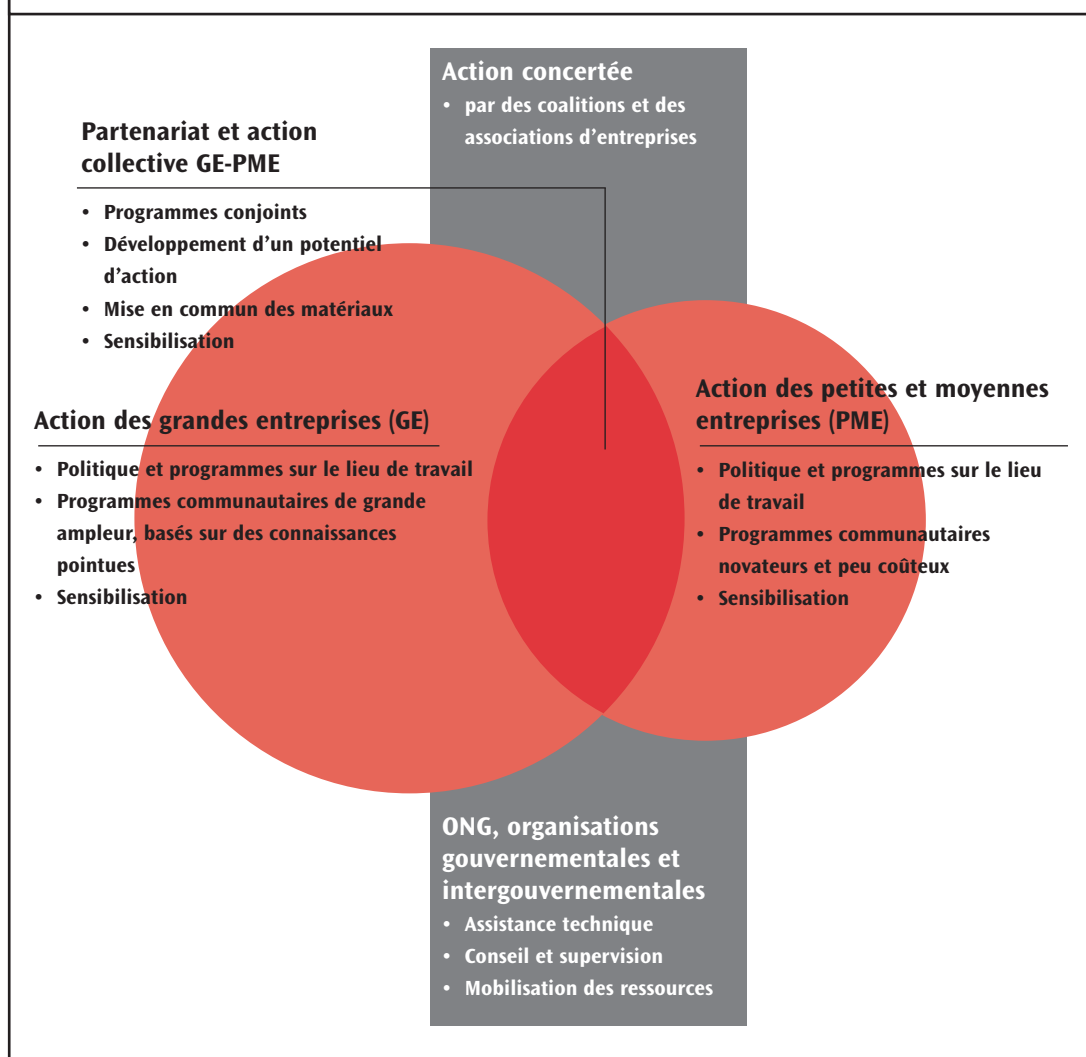 Action concertée
• par des coalitions et des
associations d'entreprises
Partenariat et action
collective GE-PME
• Programmes conjoints
• Développement d'un potentiel
d'action
• Mise en commun des matériaux
• Sensibilisation
Action des grandes entreprises (GE)
• Politique et programmes sur le lieu de travail
• Programmes communautaires de grande
ampleur, basés sur des connaissances
pointues
• Sensibilisation
Action des petites et moyennes
entreprises (PME)
• Politique et programmes sur le lieu
de travail
• Programmes communautaires
novateurs et peu coûteux
• Sensibilisation
ONG, organisations
gouvernementales et
intergouvernementales
• Assistance technique
• Conseil et supervision
• Mobilisation des ressources